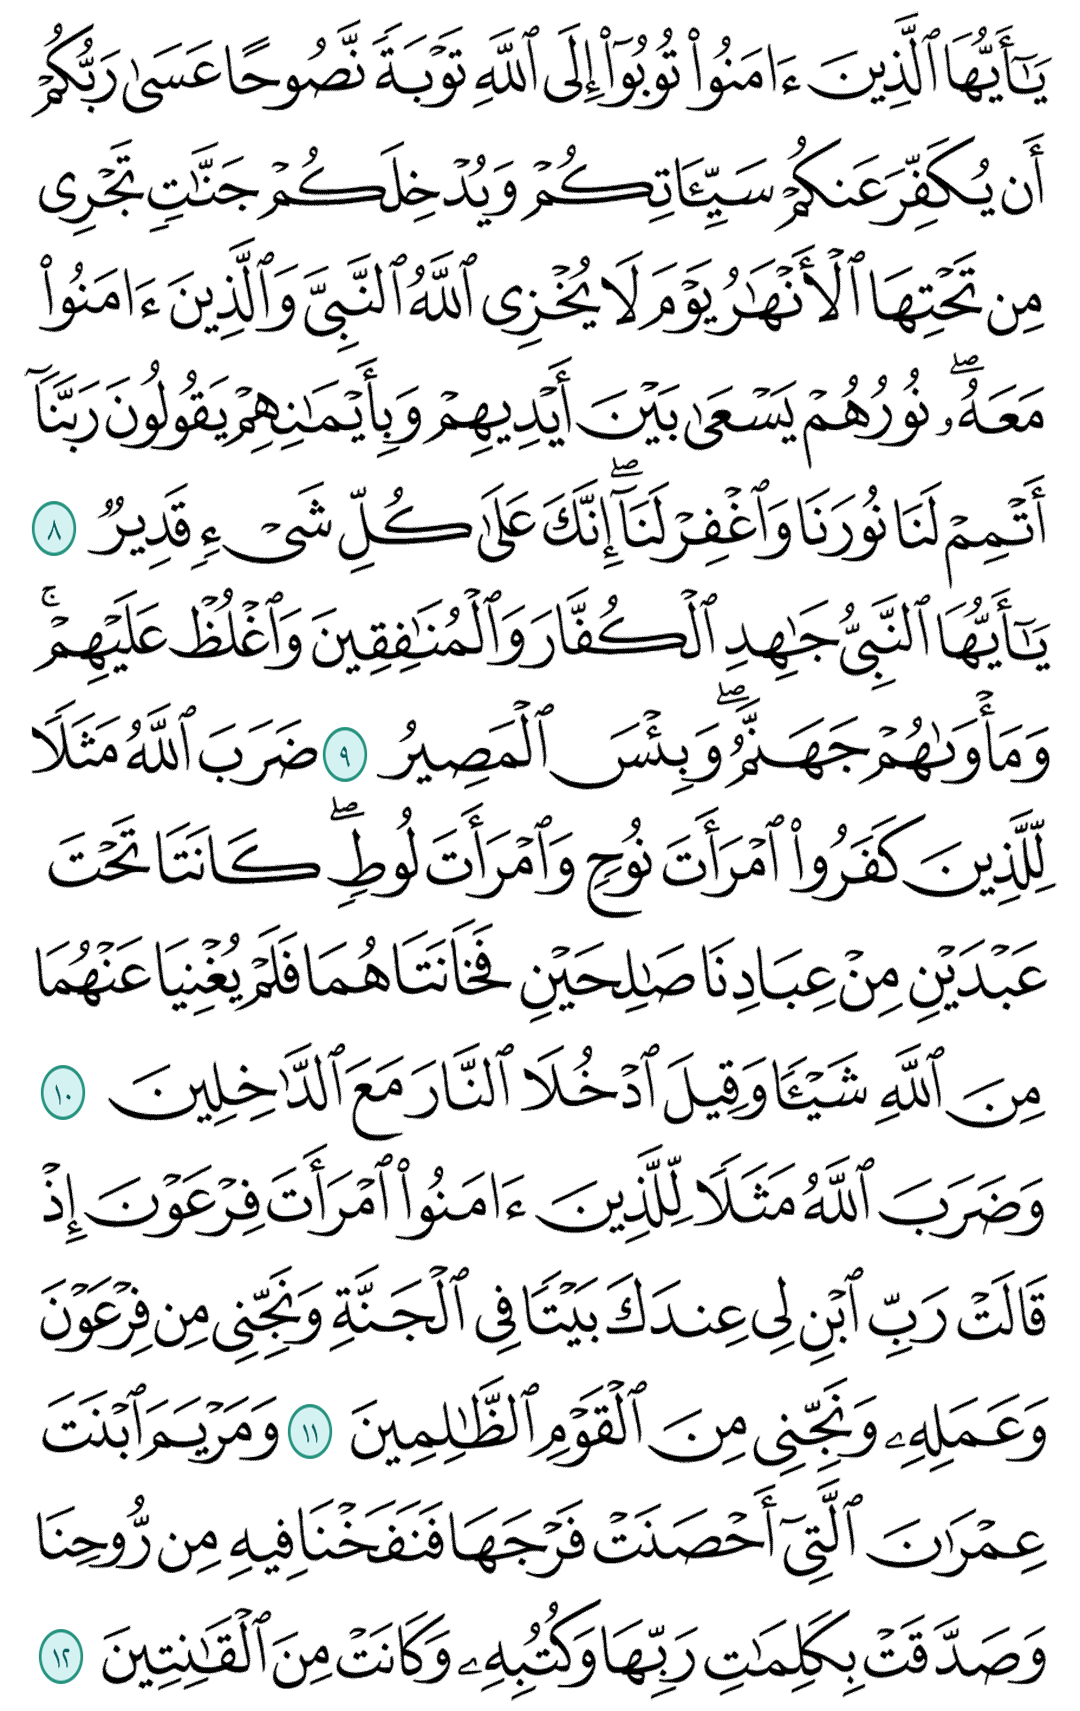 يَٰٓأَيُّهَا ٱلَّذِينَ ءَامَنُوا۟ تُوبُوٓا۟ إِلَى ٱللَّهِ تَوْبَةً نَّصُوحًا عَسَىٰ رَبُّكُمْ
أَن يُكَفِّرَ عَنكُمْ سَيِّـَٔاتِكُمْ وَيُدْخِلَكُمْ جَنَّٰتٍ تَجْرِى
مِن تَحْتِهَا ٱلْأَنْهَٰرُ يَوْمَ لَا يُخْزِى ٱللَّهُ ٱلنَّبِىَّ وَٱلَّذِينَ ءَامَنُوا۟
مَعَهُۥ ۖ نُورُهُمْ يَسْعَىٰ بَيْنَ أَيْدِيهِمْ وَبِأَيْمَٰنِهِمْ يَقُولُونَ رَبَّنَآ
أَتْمِمْ لَنَا نُورَنَا وَٱغْفِرْ لَنَآ ۖ إِنَّكَ عَلَىٰ كُلِّ شَىْءٍ قَدِيرٌ ٨
يَٰٓأَيُّهَا ٱلنَّبِىُّ جَٰهِدِ ٱلْكُفَّارَ وَٱلْمُنَٰفِقِينَ وَٱغْلُظْ عَلَيْهِمْ ۚ
وَمَأْوَىٰهُمْ جَهَنَّمُ ۖ وَبِئْسَ ٱلْمَصِيرُ ٩ ضَرَبَ ٱللَّهُ مَثَلًا
لِّلَّذِينَ كَفَرُوا۟ ٱمْرَأَتَ نُوحٍ وَٱمْرَأَتَ لُوطٍ ۖ كَانَتَا تَحْتَ
عَبْدَيْنِ مِنْ عِبَادِنَا صَٰلِحَيْنِ فَخَانَتَاهُمَا فَلَمْ يُغْنِيَا عَنْهُمَا
مِنَ ٱللَّهِ شَيْـًٔا وَقِيلَ ٱدْخُلَا ٱلنَّارَ مَعَ ٱلدَّٰخِلِينَ ١٠
وَضَرَبَ ٱللَّهُ مَثَلًا لِّلَّذِينَ ءَامَنُوا۟ ٱمْرَأَتَ فِرْعَوْنَ إِذْ
قَالَتْ رَبِّ ٱبْنِ لِى عِندَكَ بَيْتًا فِى ٱلْجَنَّةِ وَنَجِّنِى مِن فِرْعَوْنَ
وَعَمَلِهِۦ وَنَجِّنِى مِنَ ٱلْقَوْمِ ٱلظَّٰلِمِينَ ١١ وَمَرْيَمَ ٱبْنَتَ
عِمْرَٰنَ ٱلَّتِىٓ أَحْصَنَتْ فَرْجَهَا فَنَفَخْنَا فِيهِ مِن رُّوحِنَا
وَصَدَّقَتْ بِكَلِمَٰتِ رَبِّهَا وَكُتُبِهِۦ وَكَانَتْ مِنَ ٱلْقَٰنِتِينَ ١٢